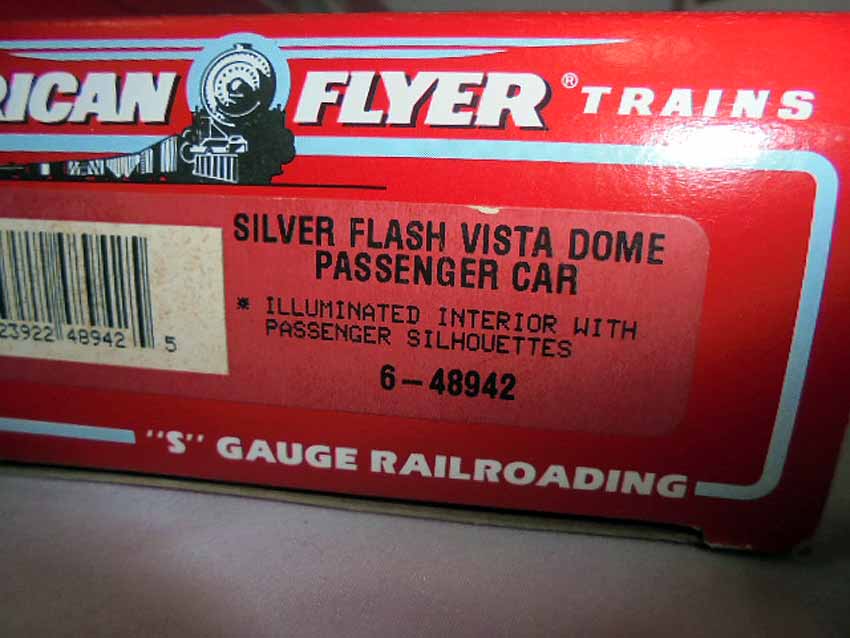 RICAN FLYER® TRAINS
SILVER FLASH VISTA DOME
PASSENGER CAR
* ILLUMINATED INTERIOR WITH
PASSENGER SILHOUETTES
6-48942
23922 48942 5
"S" GAUGE RAILROADING